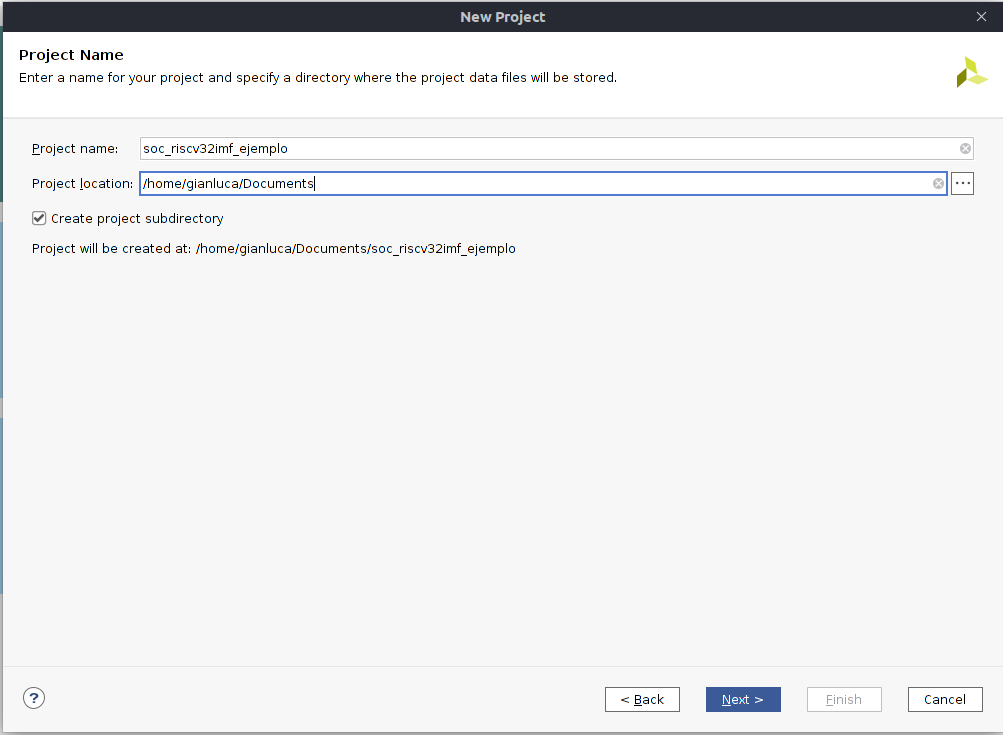 New Project
Project Name
Enter a name for your project and specify a directory where the project data files will be stored.
Project name: soc_riscv32imf_ejemplo
Project location: /home/gianluca/Documents
Create project subdirectory
Project will be created at: /home/gianluca/Documents/soc_riscv32imf_ejemplo
? < Back Next > Finish Cancel